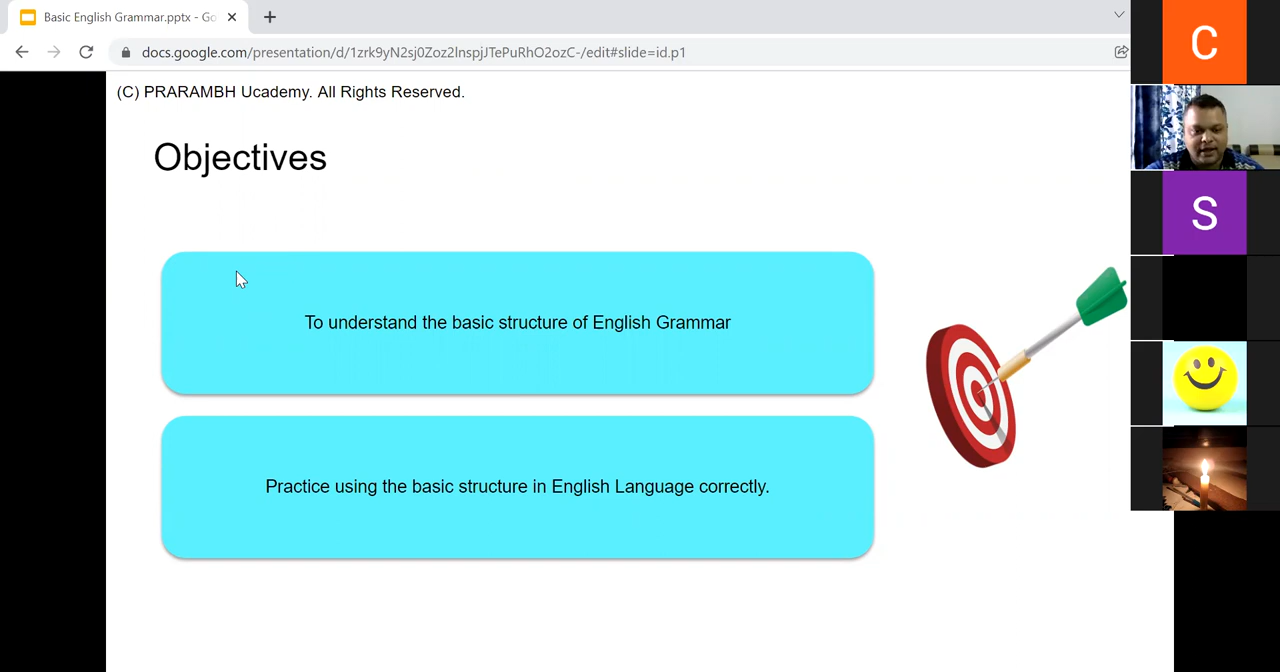 Basic English Grammar.pptx - Go
docs.google.com/presentation/d/1zrk9yN2sj0Zoz2lnspjJTePuRhO2ozC-/edit#slide=id.p1
(C) PRARAMBH Ucademy. All Rights Reserved.
Objectives
To understand the basic structure of English Grammar
Practice using the basic structure in English Language correctly.
C
S